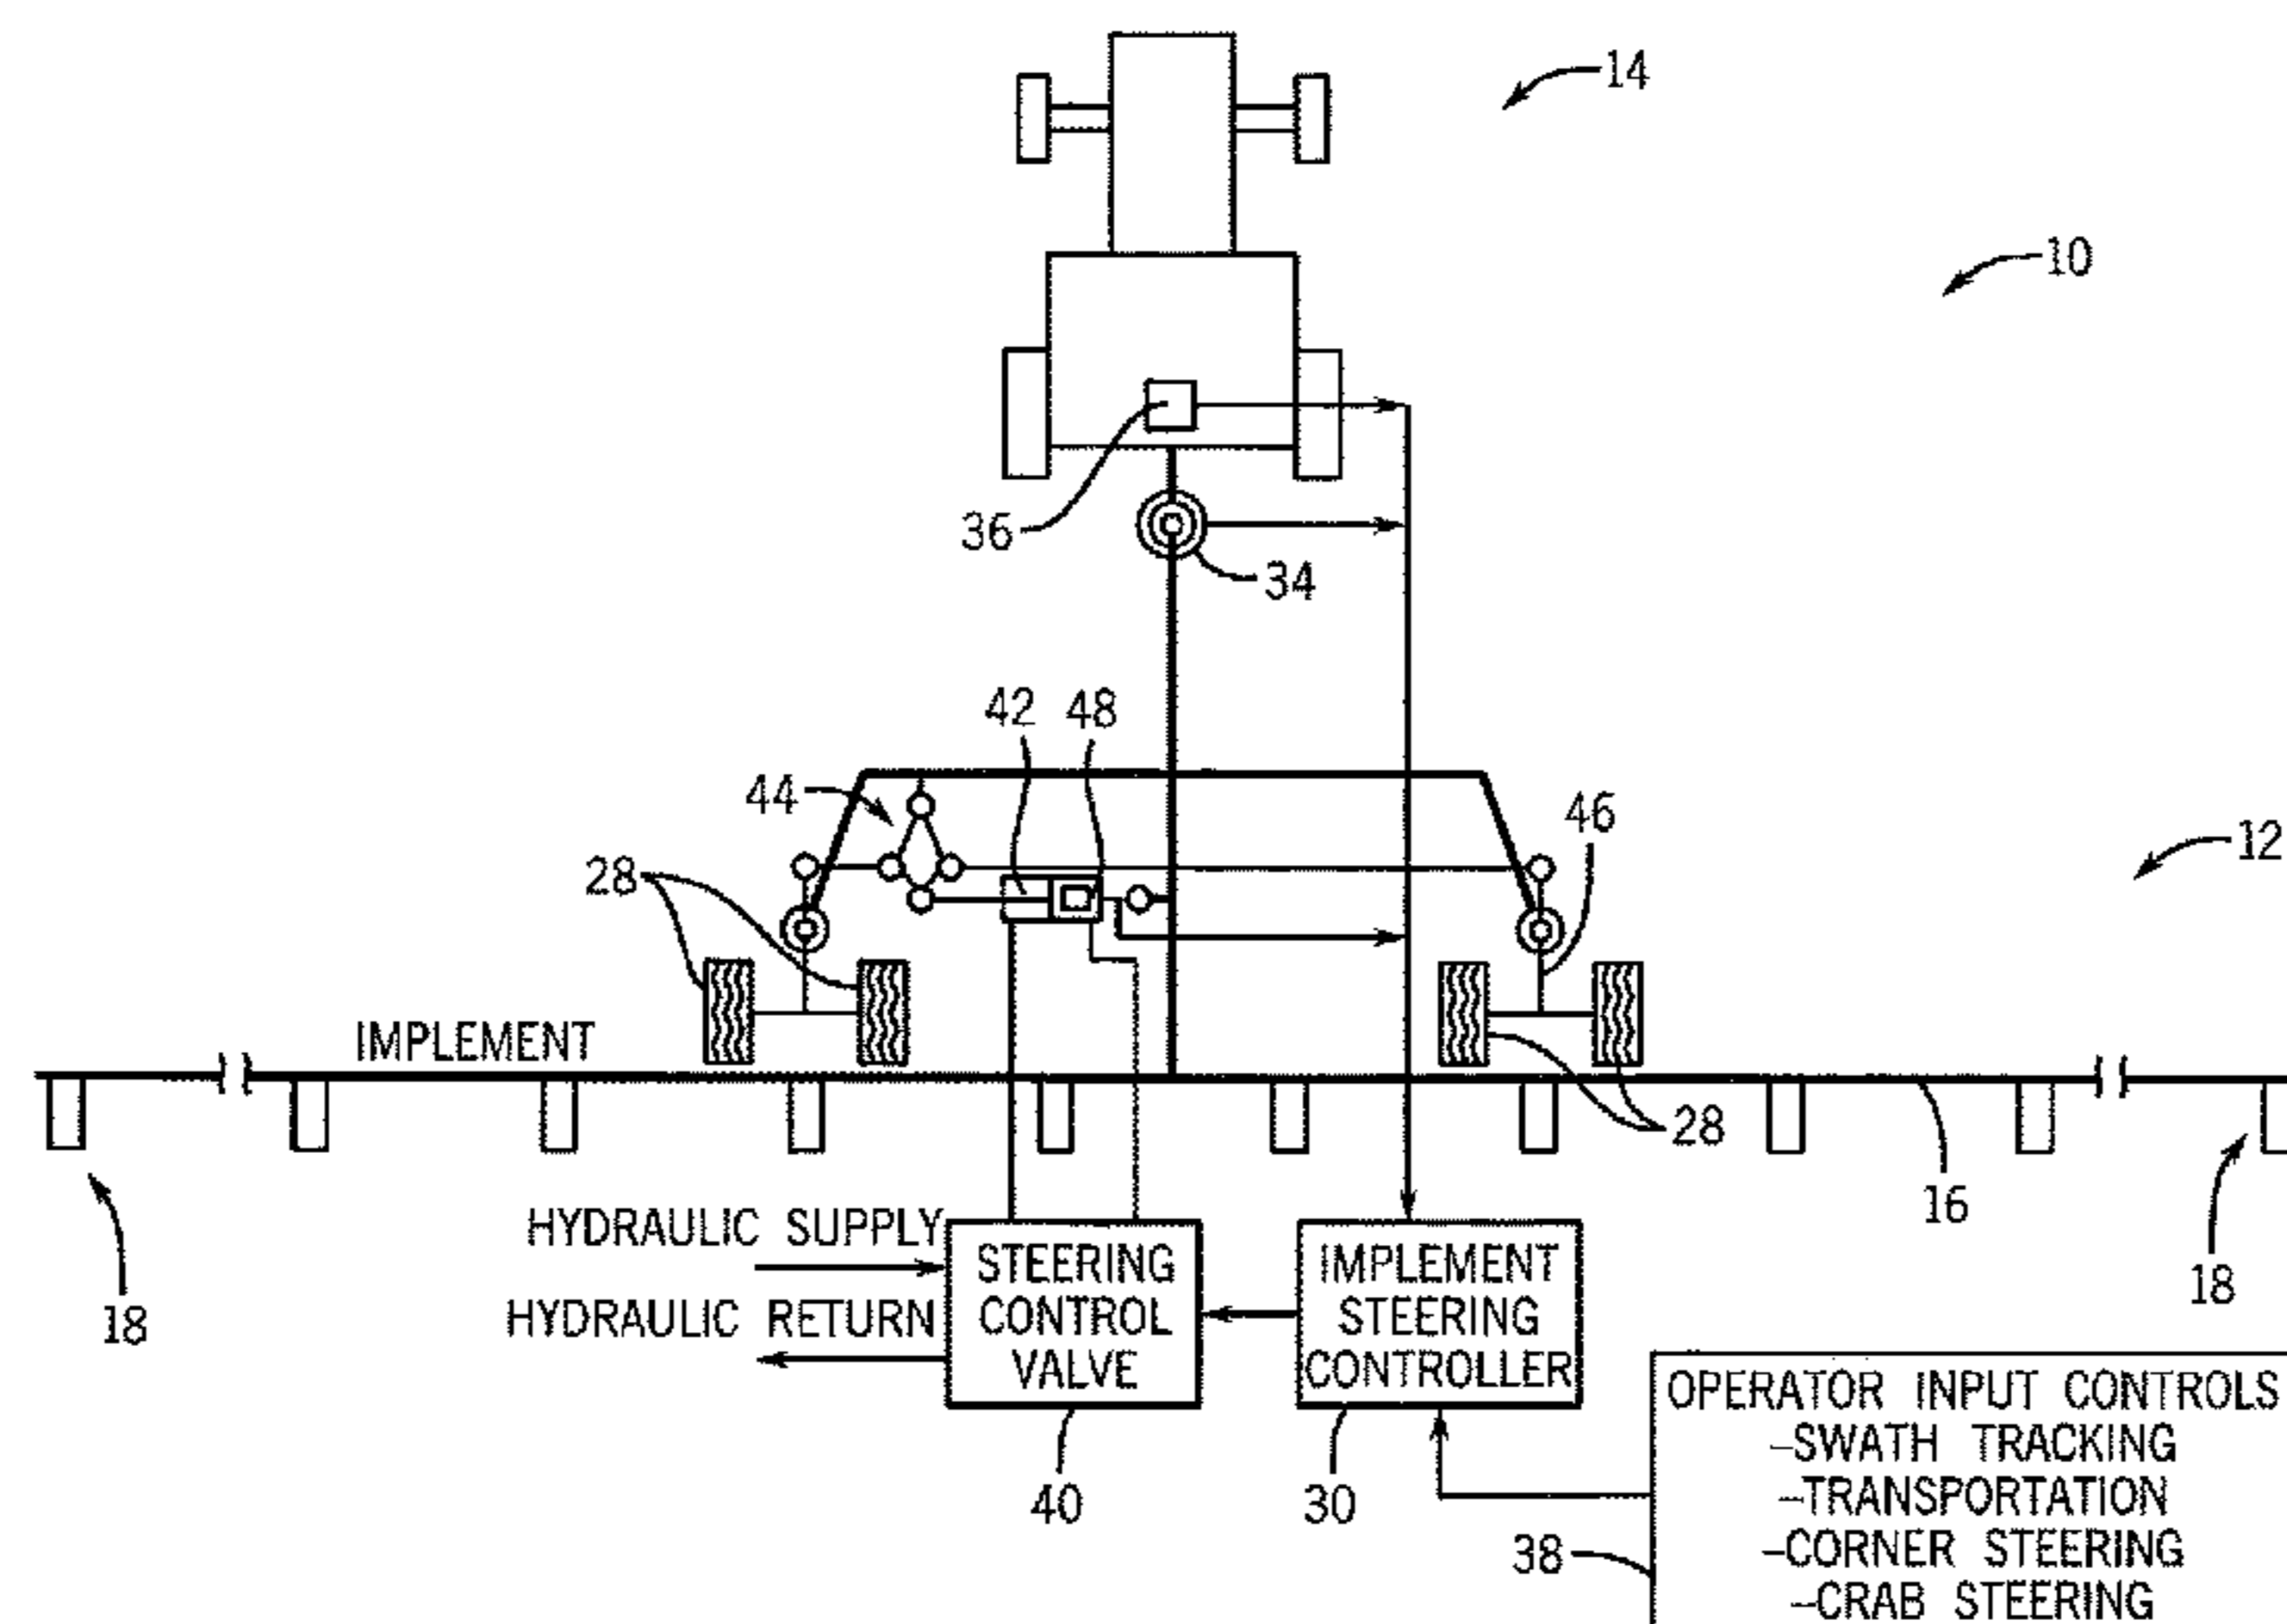 14
10
36
34
42 48
44
46
12
28
IMPLEMENT
28
16
18
18
HYDRAULIC SUPPLY
HYDRAULIC RETURN
STEERING
CONTROL
VALVE
IMPLEMENT
STEERING
CONTROLLER
40
30
38
OPERATOR INPUT CONTROLS
-SWATH TRACKING
-TRANSPORTATION
-CORNER STEERING
-CRAB STEERING